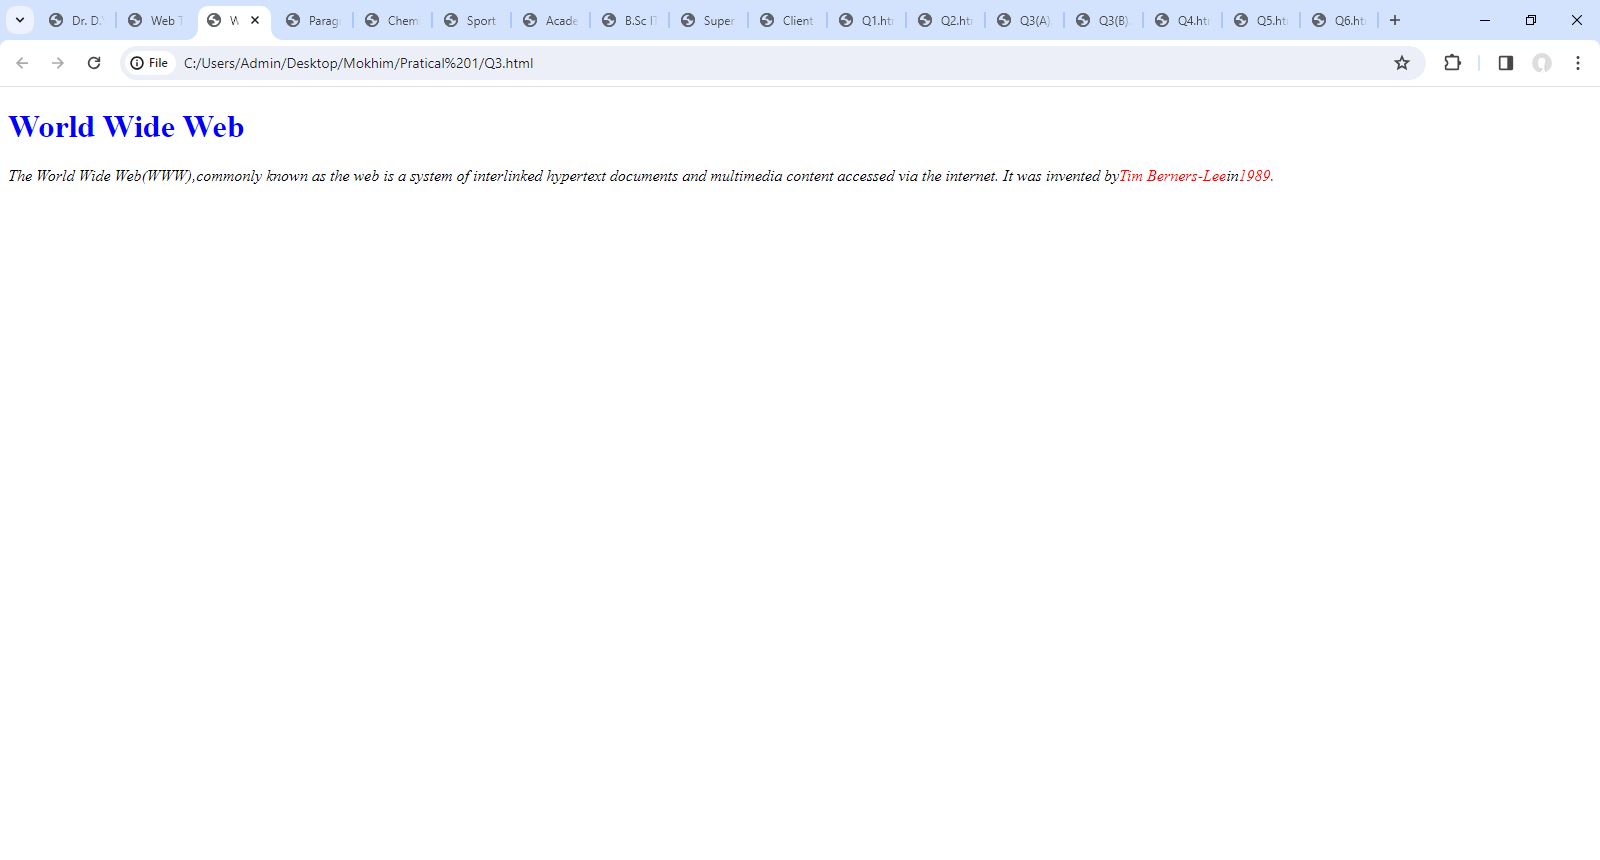 Dr. D.Y
Web T
W
Parag
Chem
Sport
Acade
B.Sc IT
Super
Client
Q1.ht
Q2.ht
Q3(A).
Q3(B).
Q4.ht
Q5.ht
Q6.ht
File C:/Users/Admin/Desktop/Mokhim/Pratical%201/Q3.html
World Wide Web
The World Wide Web(WWW),commonly known as the web is a system of interlinked hypertext documents and multimedia content accessed via the internet. It was invented byTim Berners-Leein1989.